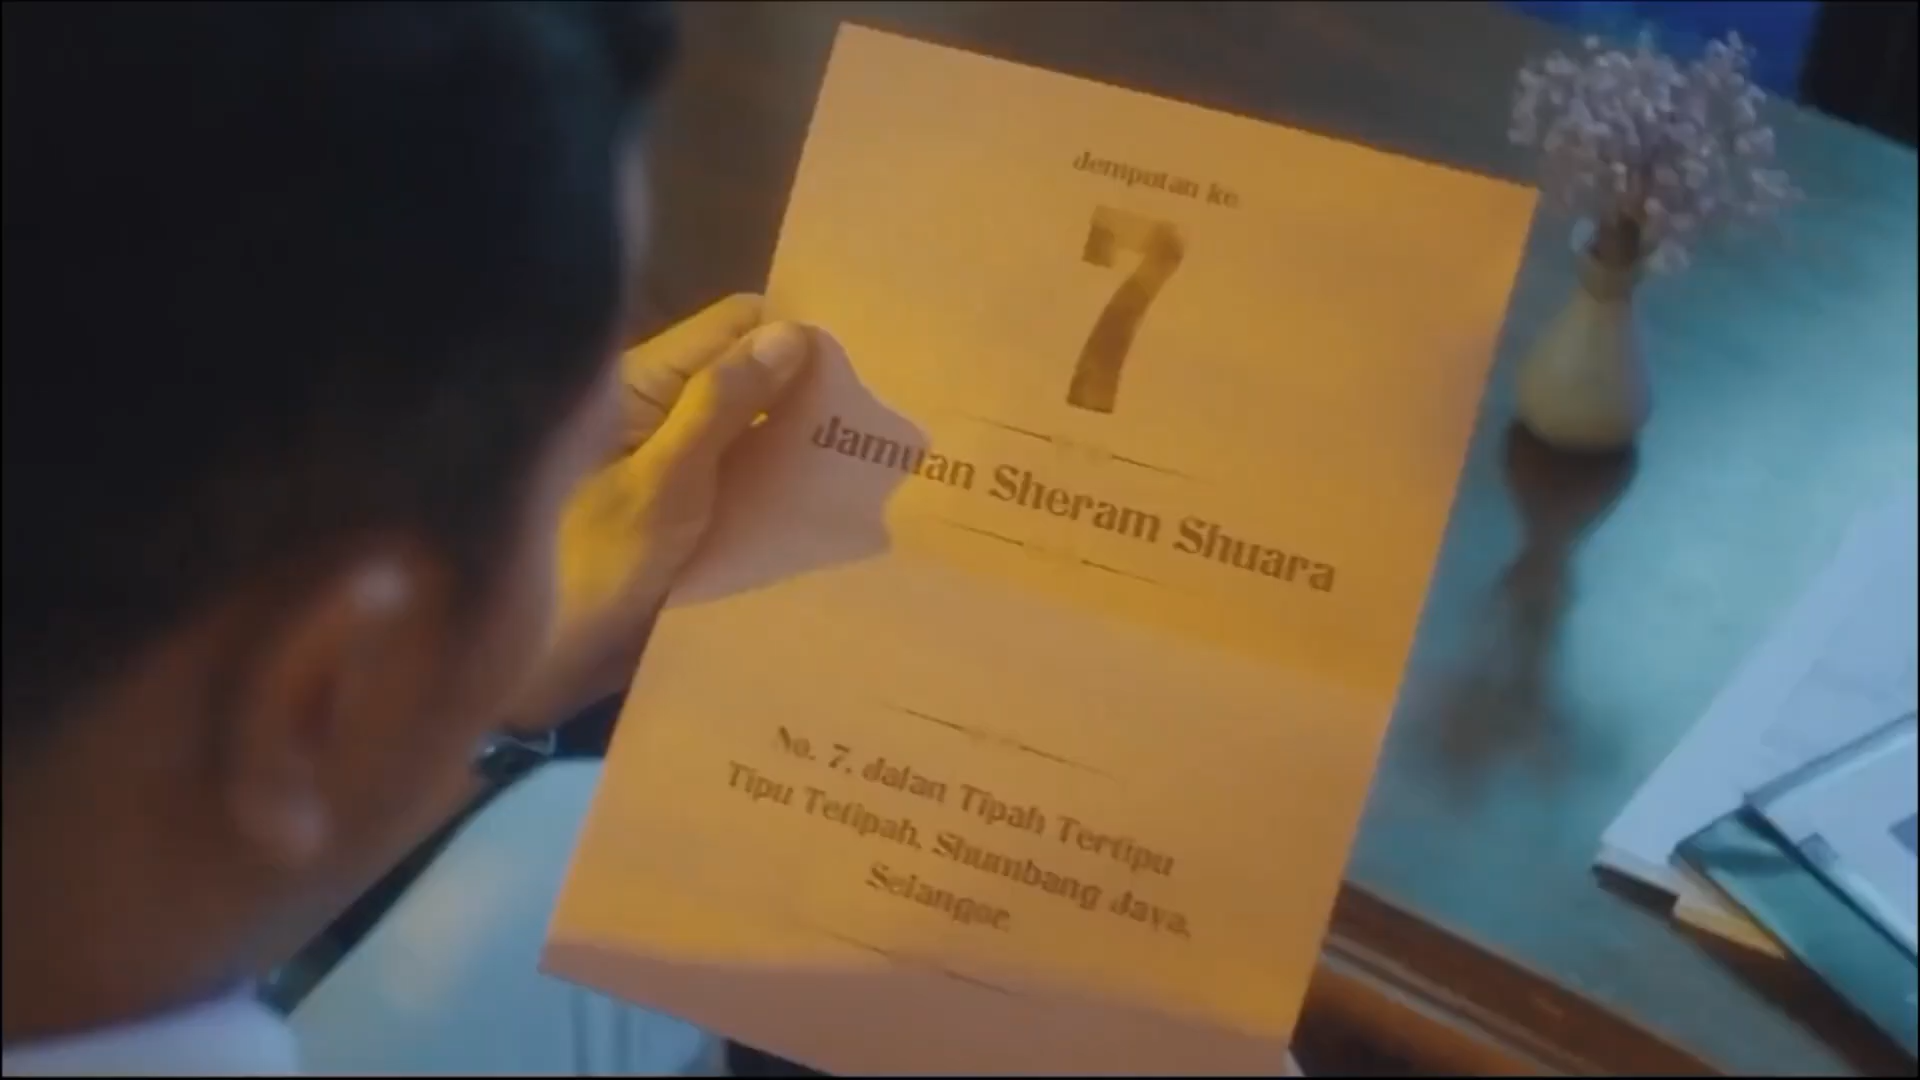 jemputan ke
7
Jamuan Sheram Shuara
No. 7, Jalan Tipah Tertipu
Tipu Tetipah, Shumbang Jaya,
Selangor.